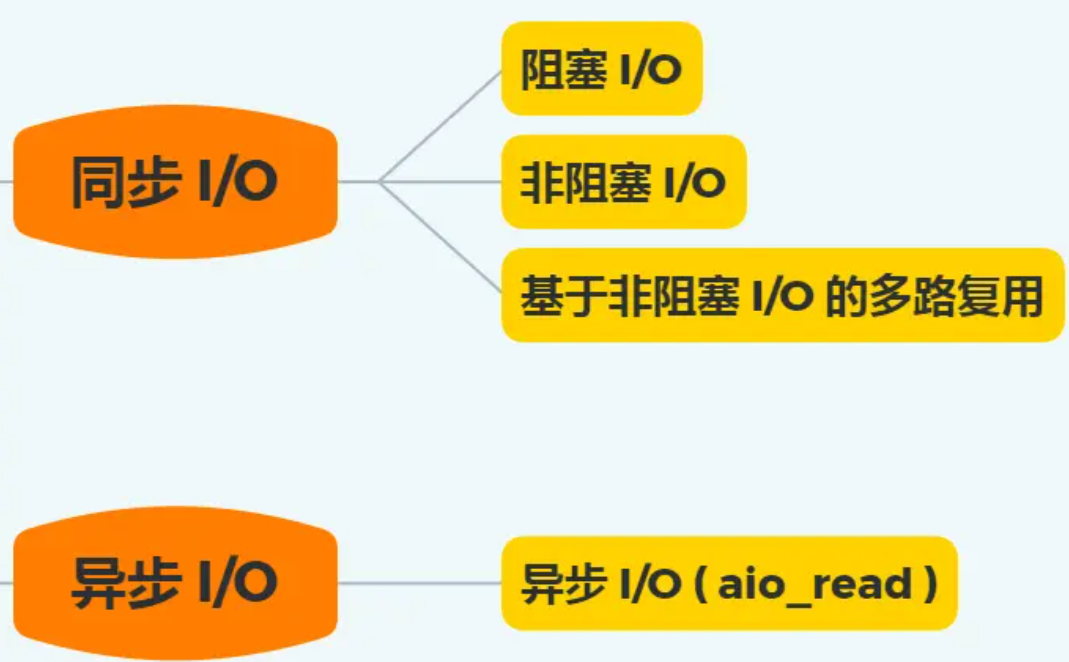 同步 I/O
阻塞 I/O
非阻塞 I/O
基于非阻塞 I/O 的多路复用
异步 I/O
异步 I/O ( aio_read )